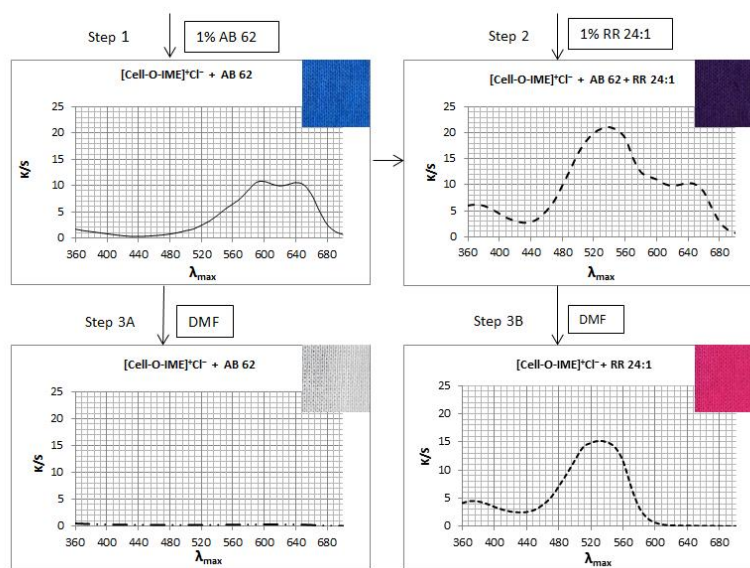 Step 1
1% AB 62
Step 2
1% RR 24:1
[Cell-O-IME]⁺Cl⁻ + AB 62
K/S
25
20
15
10
5
0
360 400 440 480 520 560 600 640 680
λmax
[Cell-O-IME]⁺Cl⁻ + AB 62 + RR 24:1
K/S
25
20
15
10
5
0
360 400 440 480 520 560 600 640 680
λmax
Step 3A
DMF
Step 3B
DMF
[Cell-O-IME]⁺Cl⁻ + AB 62
K/S
25
20
15
10
5
0
360 400 440 480 520 560 600 640 680
λmax
[Cell-O-IME]⁺Cl⁻ + RR 24:1
K/S
25
20
15
10
5
0
360 400 440 480 520 560 600 640 680
λmax